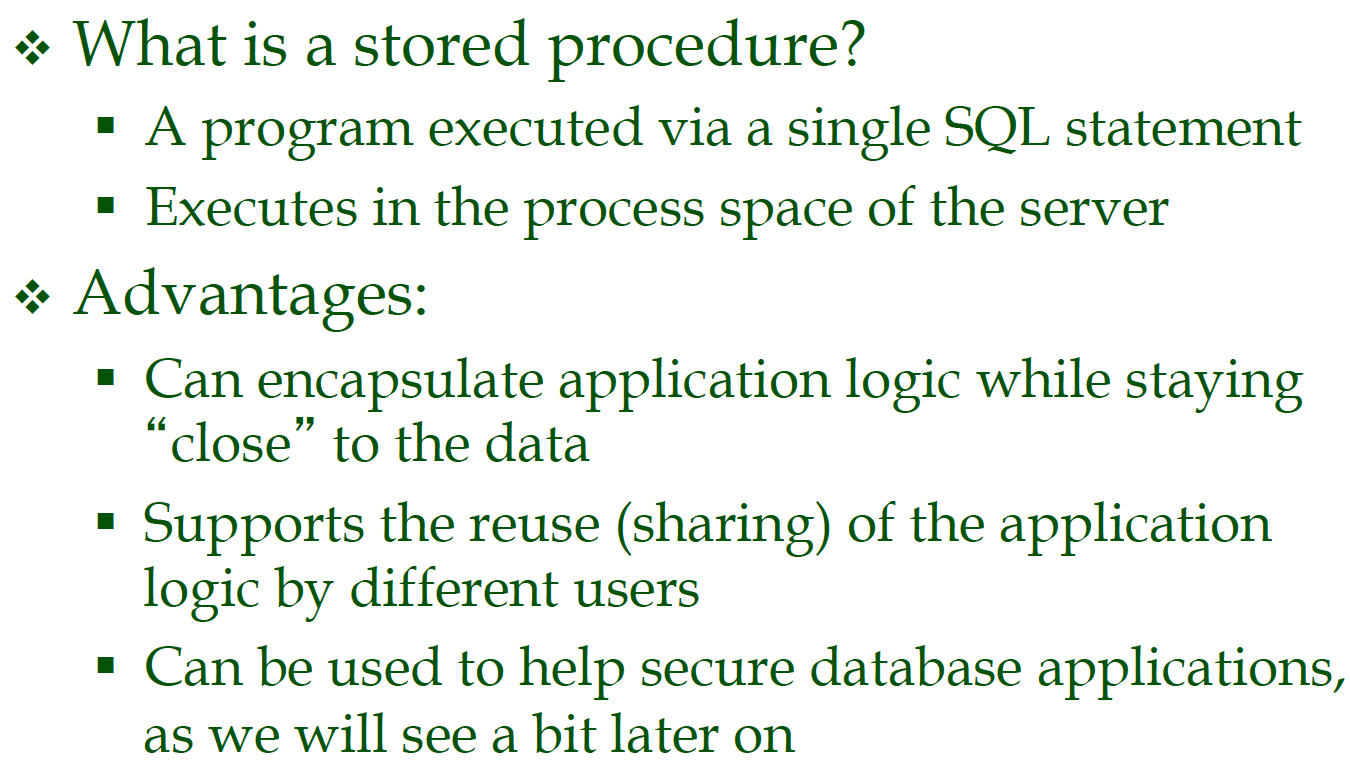 ❖ What is a stored procedure?
▪ A program executed via a single SQL statement
▪ Executes in the process space of the server
❖ Advantages:
▪ Can encapsulate application logic while staying
“close” to the data
▪ Supports the reuse (sharing) of the application
logic by different users
▪ Can be used to help secure database applications,
as we will see a bit later on